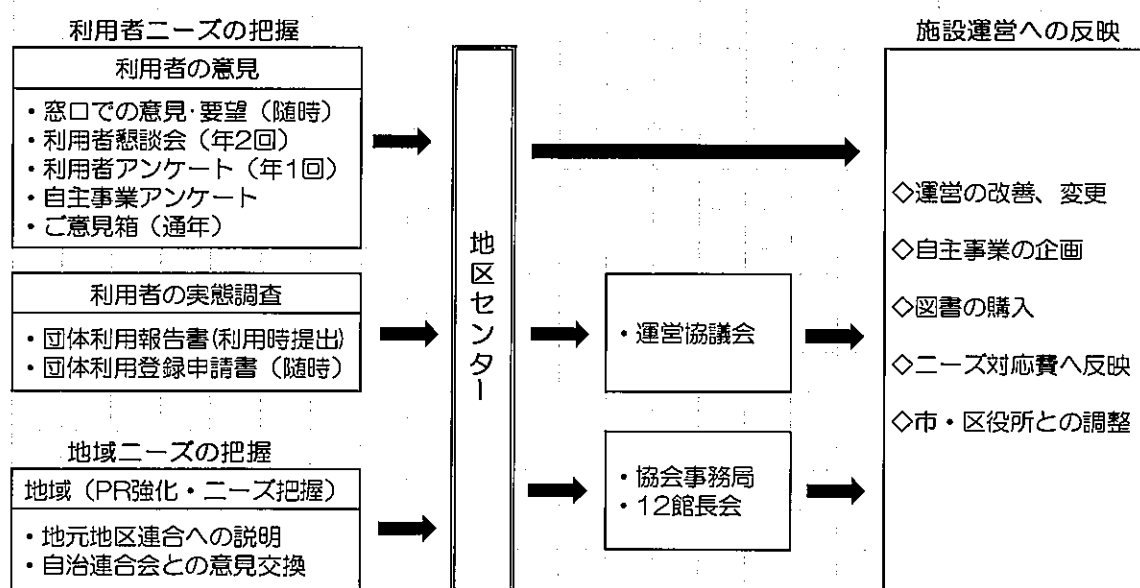 利用者ニーズの把握
利用者の意見
・窓口での意見・要望（随時）
・利用者懇談会（年2回）
・利用者アンケート（年1回）
・自主事業アンケート
・ご意見箱（通年）
利用者の実態調査
・団体利用報告書(利用時提出)
・団体利用登録申請書（随時）
地域ニーズの把握
地域（PR強化・ニーズ把握）
・地元地区連合への説明
・自治連合会との意見交換
地区センター
・運営協議会
・協会事務局
・12館長会
施設運営への反映
◇運営の改善、変更
◇自主事業の企画
◇図書の購入
◇ニーズ対応費へ反映
◇市・区役所との調整